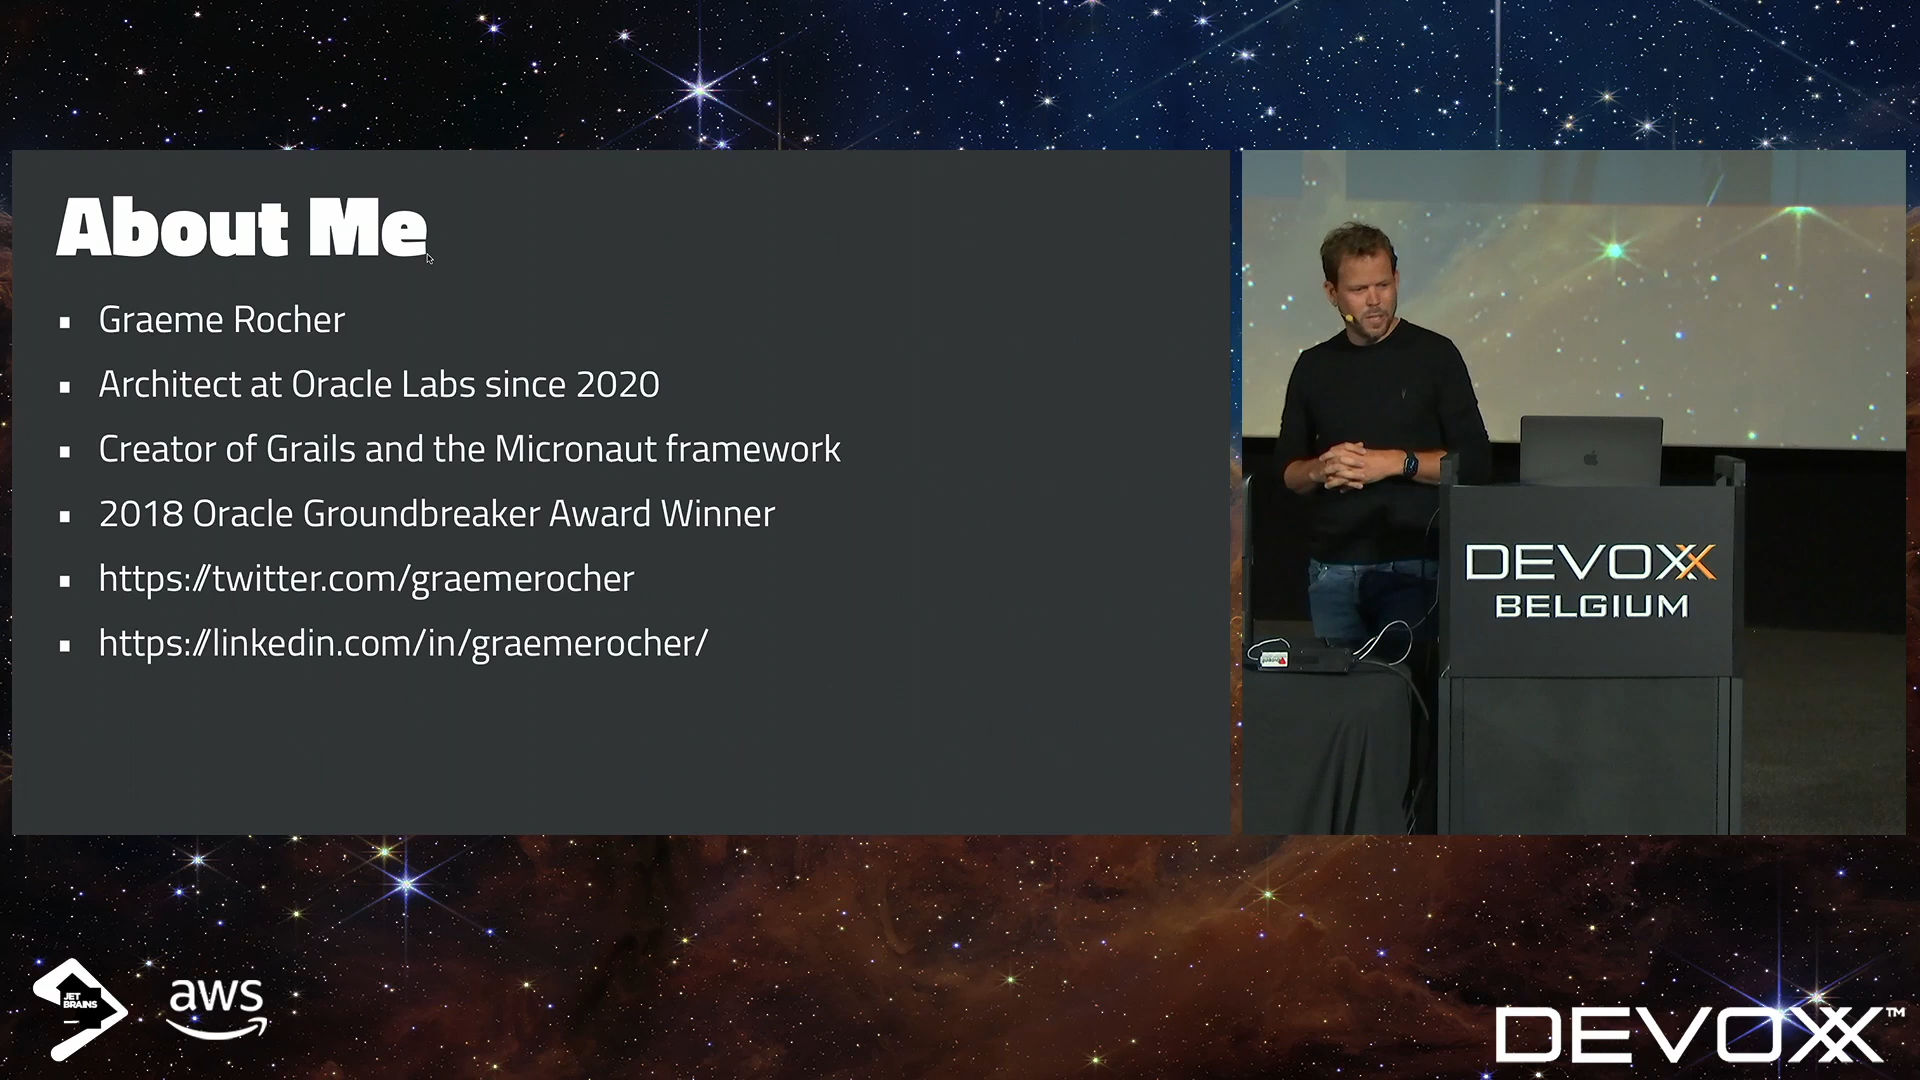 About Me
Graeme Rocher
Architect at Oracle Labs since 2020
Creator of Grails and the Micronaut framework
2018 Oracle Groundbreaker Award Winner
https://twitter.com/graemerocher
https://linkedin.com/in/graemerocher/
DEVOXX
BELGIUM
JET
BRAINS
aws
DEVOXX™